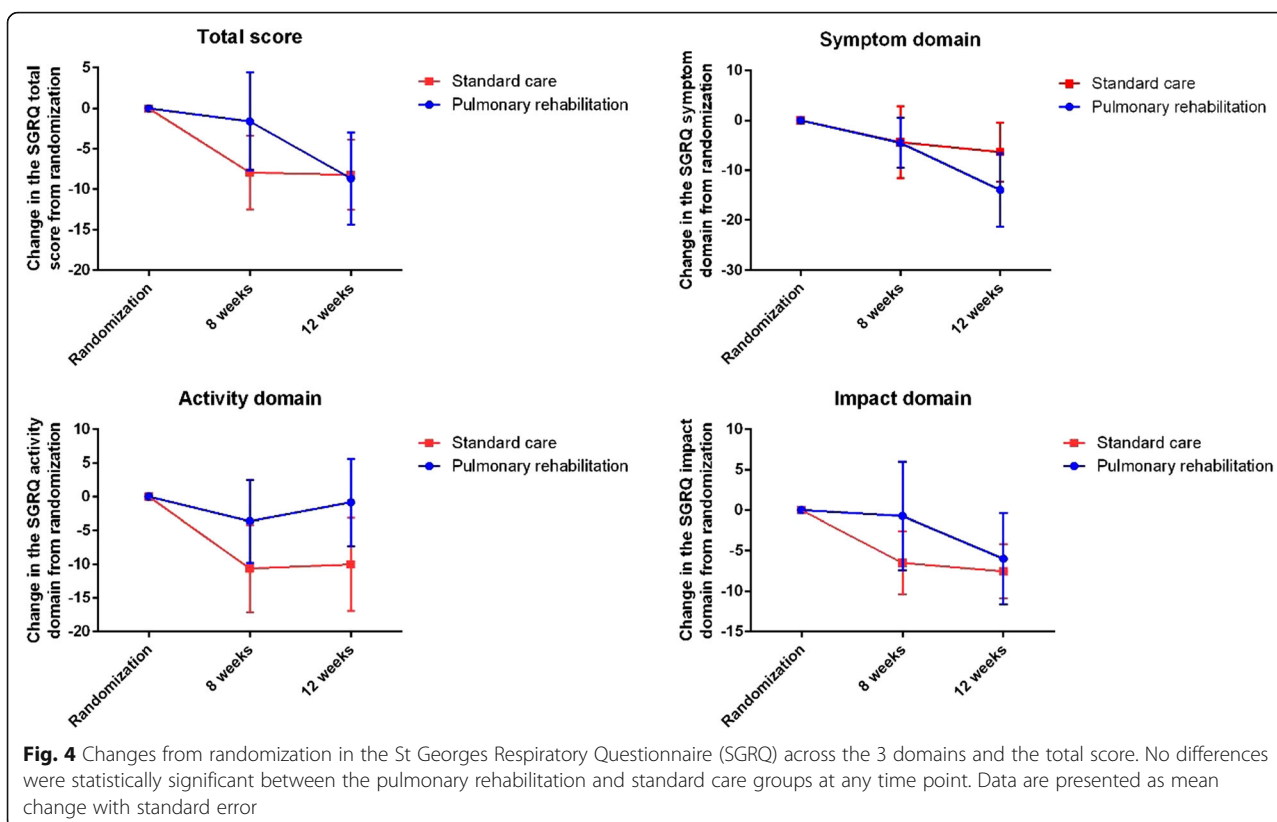 Total score
Change in the SGRQ total
score from randomization
5
0
-5
-10
-15
-20
Randomization
8 weeks
12 weeks
Standard care
Pulmonary rehabilitation
Symptom domain
Change in the SGRQ symptom
domain from randomization
10
0
-10
-20
-30
Randomization
8 weeks
12 weeks
Standard care
Pulmonary rehabilitation
Activity domain
Change in the SGRQ activity
domain from randomization
10
5
0
-5
-10
-15
-20
Randomization
8 weeks
12 weeks
Standard care
Pulmonary rehabilitation
Impact domain
Change in the SGRQ impact
domain from randomization
10
5
0
-5
-10
-15
Randomization
8 weeks
12 weeks
Standard care
Pulmonary rehabilitation
Fig. 4 Changes from randomization in the St Georges Respiratory Questionnaire (SGRQ) across the 3 domains and the total score. No differences
were statistically significant between the pulmonary rehabilitation and standard care groups at any time point. Data are presented as mean
change with standard error